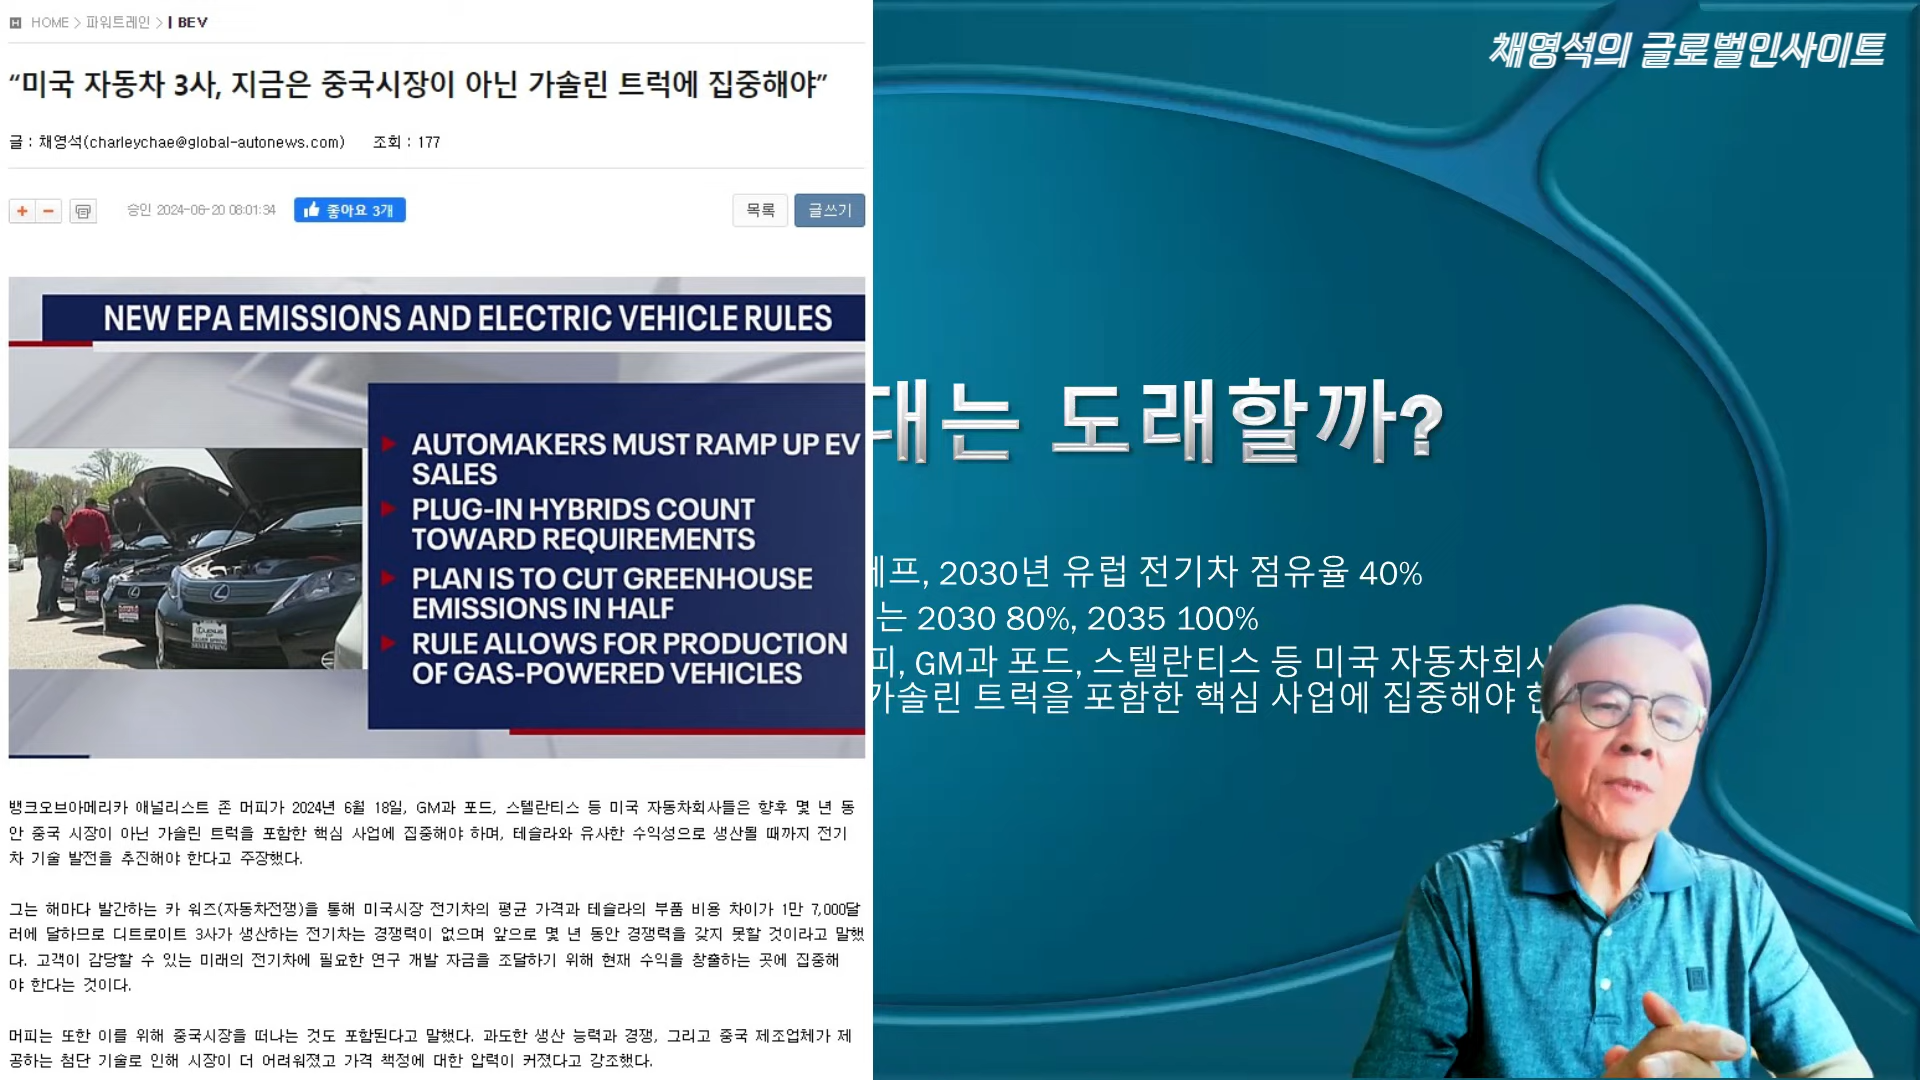 HOME > 파워트레인 > | BEV
“미국 자동차 3사, 지금은 중국시장이 아닌 가솔린 트럭에 집중해야”
글 : 채영석(charleychae@global-autonews.com) 조회 : 177
승인 2024-06-20 08:01:34 좋아요 3개 목록 글쓰기
NEW EPA EMISSIONS AND ELECTRIC VEHICLE RULES
AUTOMAKERS MUST RAMP UP EV
SALES
PLUG-IN HYBRIDS COUNT
TOWARD REQUIREMENTS
PLAN IS TO CUT GREENHOUSE
EMISSIONS IN HALF
RULE ALLOWS FOR PRODUCTION
OF GAS-POWERED VEHICLES
뱅크오브아메리카 애널리스트 존 머피가 2024년 6월 18일, GM과 포드, 스텔란티스 등 미국 자동차회사들은 향후 몇 년 동
안 중국 시장이 아닌 가솔린 트럭을 포함한 핵심 사업에 집중해야 하며, 테슬라와 유사한 수익성으로 생산될 때까지 전기
차 기술 발전을 추진해야 한다고 주장했다.
그는 해마다 발간하는 카 워즈(자동차전쟁)을 통해 미국시장 전기차의 평균 가격과 테슬라의 부품 비용 차이가 1만 7,000달
러에 달하므로 디트로이트 3사가 생산하는 전기차는 경쟁력이 없으며 앞으로 몇 년 동안 경쟁력을 갖지 못할 것이라고 말했
다. 고객이 감당할 수 있는 미래의 전기차에 필요한 연구 개발 자금을 조달하기 위해 현재 수익을 창출하는 곳에 집중해
야 한다는 것이다.
머피는 또한 이를 위해 중국시장을 떠나는 것도 포함된다고 말했다. 과도한 생산 능력과 경쟁, 그리고 중국 제조업체가 제
공하는 첨단 기술로 인해 시장이 더 어려워졌고 가격 책정에 대한 압력이 커졌다고 강조했다.
채영석의 글로벌인사이트
대는 도래할까?
프, 2030년 유럽 전기차 점유율 40%
는 2030 80%, 2035 100%
피, GM과 포드, 스텔란티스 등 미국 자동차회사
가솔린 트럭을 포함한 핵심 사업에 집중해야